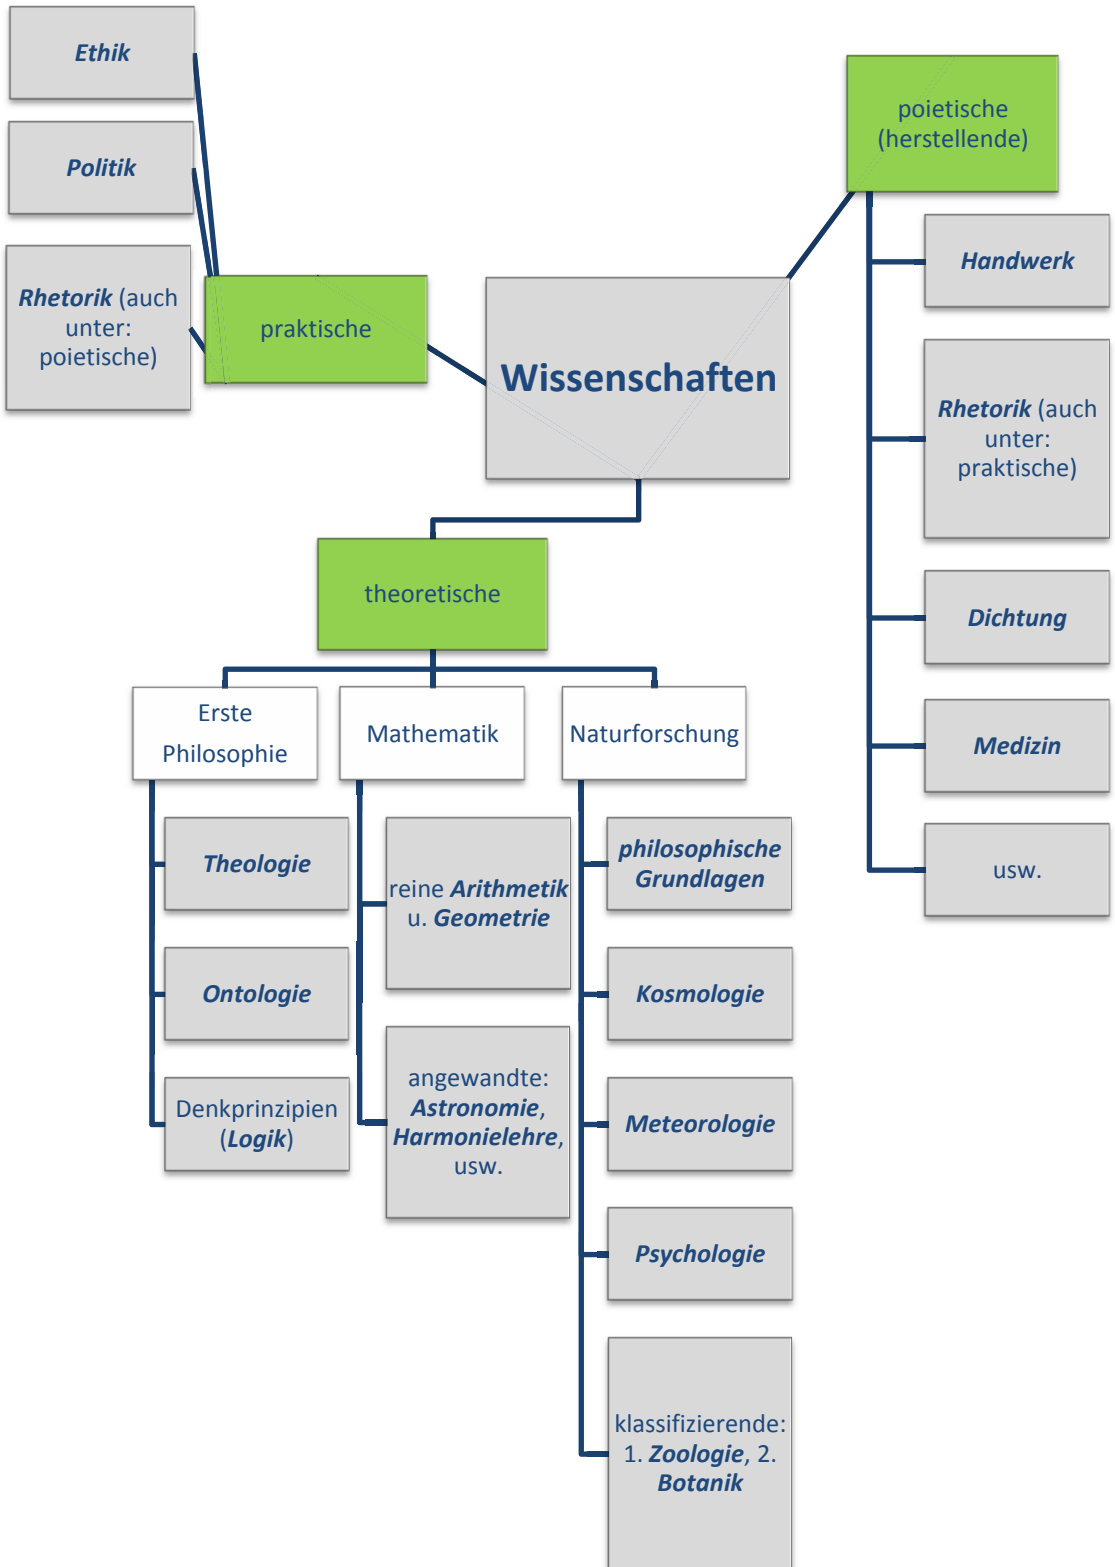 Ethik
Politik
Rhetorik (auch
unter:
poietische)
praktische
Wissenschaften
poietische
(herstellende)
Handwerk
Rhetorik (auch
unter:
praktische)
Dichtung
Medizin
usw.
theoretische
Erste
Philosophie
Theologie
Ontologie
Denkprinzipien
(Logik)
Mathematik
reine Arithmetik
u. Geometrie
angewandte:
Astronomie,
Harmonielehre,
usw.
Naturforschung
philosophische
Grundlagen
Kosmologie
Meteorologie
Psychologie
klassifizierende:
1. Zoologie, 2.
Botanik